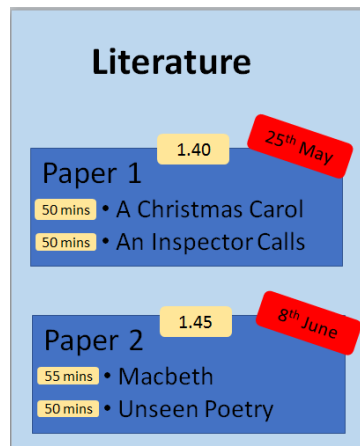 Literature
1.40
25th May
Paper 1
50 mins • A Christmas Carol
50 mins • An Inspector Calls
1.45
8th June
Paper 2
55 mins • Macbeth
50 mins • Unseen Poetry